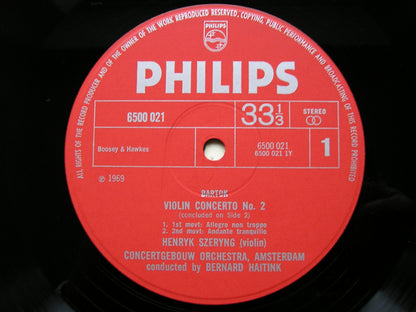 ALL RIGHTS OF THE RECORD PRODUCER AND OF THE OWNER OF THE WORK REPRODUCED RESERVED. COPYING, PUBLIC PERFORMANCE AND BROADCASTING OF THIS RECORD PROHIBITED
PHILIPS
PHILIPS
6500 021
33 1/3
STEREO
Boosey & Hawkes
6500 021
6500 021 1Y
1
℗ 1969
BARTOK
VIOLIN CONCERTO No. 2
(concluded on Side 2)
1. 1st movt: Allegro non troppo
2. 2nd movt: Andante tranquillo
HENRYK SZERYNG (violin)
CONCERTGEBOUW ORCHESTRA, AMSTERDAM
conducted by BERNARD HAITINK